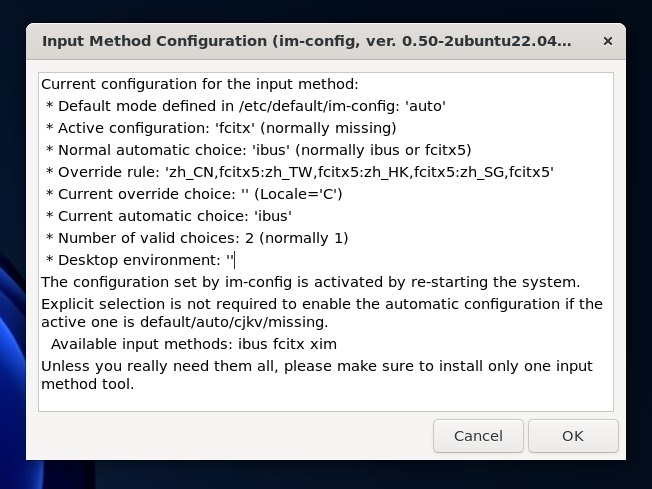 Input Method Configuration (im-config, ver. 0.50-2ubuntu22.04...
Current configuration for the input method:
* Default mode defined in /etc/default/im-config: 'auto'
* Active configuration: 'fcitx' (normally missing)
* Normal automatic choice: 'ibus' (normally ibus or fcitx5)
* Override rule: 'zh_CN,fcitx5:zh_TW,fcitx5:zh_HK,fcitx5:zh_SG,fcitx5'
* Current override choice: '' (Locale='C')
* Current automatic choice: 'ibus'
* Number of valid choices: 2 (normally 1)
* Desktop environment: ''
The configuration set by im-config is activated by re-starting the system.
Explicit selection is not required to enable the automatic configuration if the
active one is default/auto/cjkv/missing.
Available input methods: ibus fcitx xim
Unless you really need them all, please make sure to install only one input
method tool.
Cancel
OK